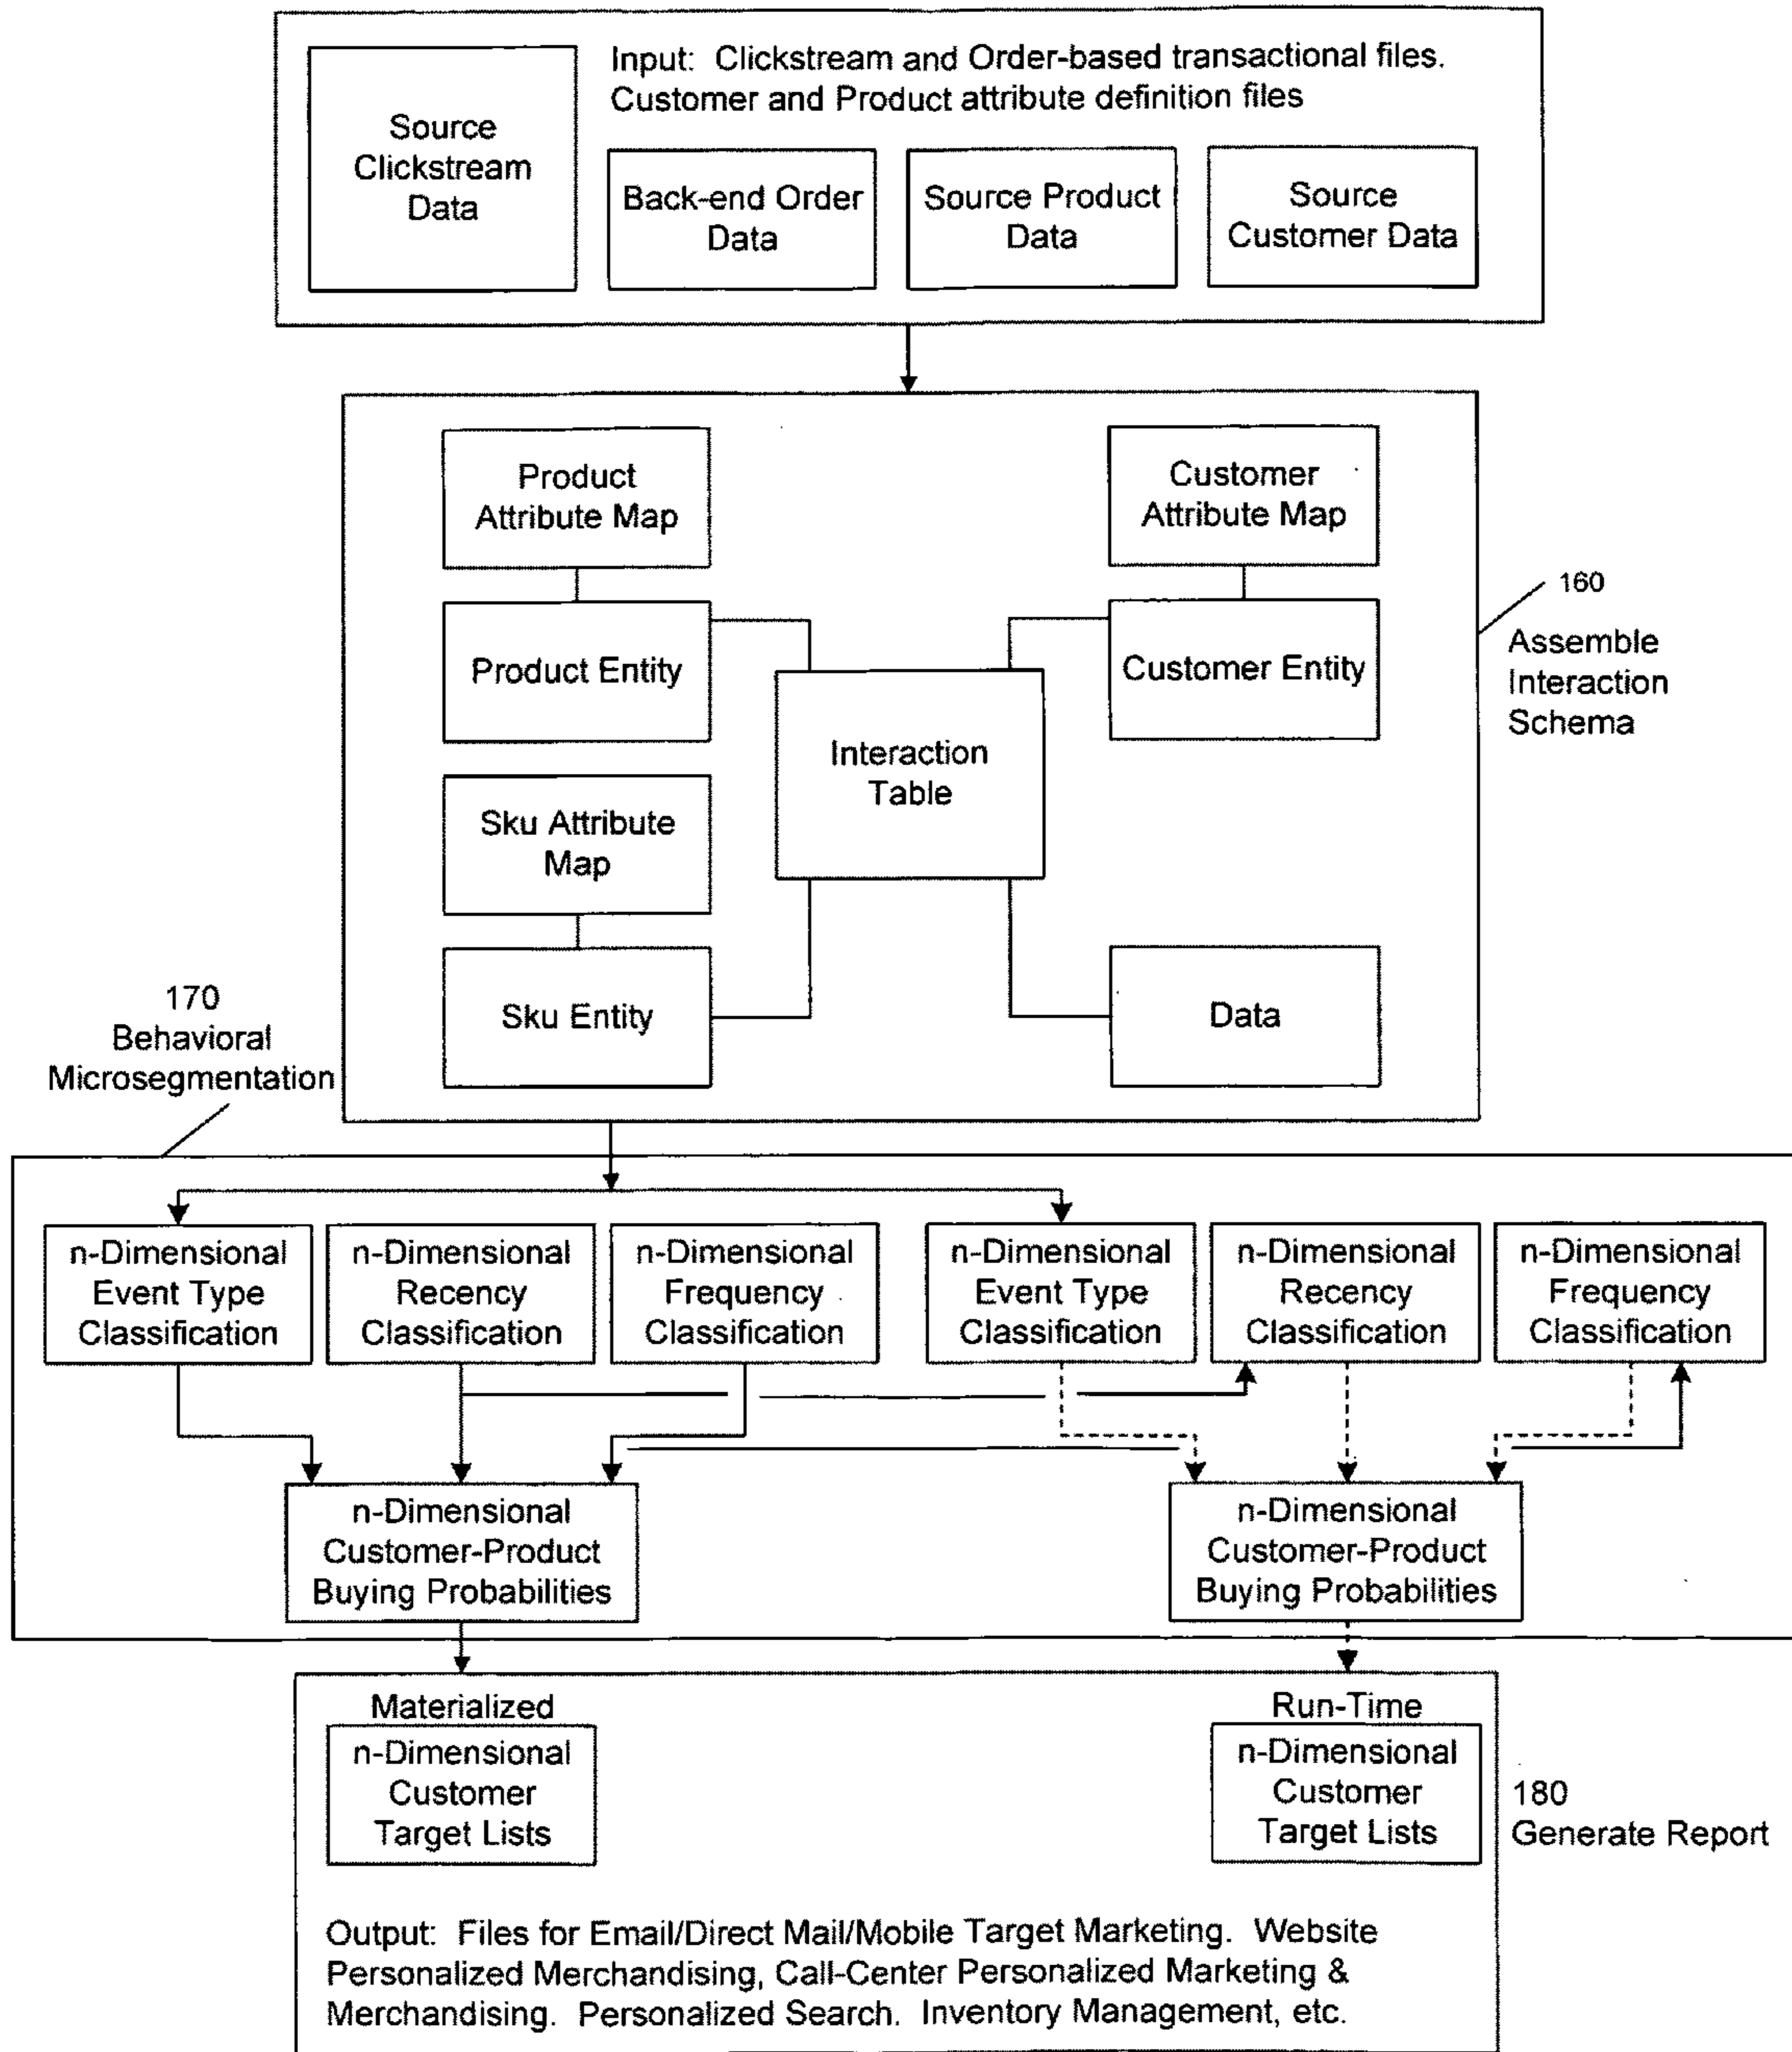 Input: Clickstream and Order-based transactional files.
Customer and Product attribute definition files
Source
Clickstream
Data
Back-end Order
Data
Source Product
Data
Source
Customer Data
Product
Attribute Map
Customer
Attribute Map
160
Assemble
Interaction
Schema
Product Entity
Customer Entity
Interaction
Table
Sku Attribute
Map
Sku Entity
Data
170
Behavioral
Microsegmentation
n-Dimensional
Event Type
Classification
n-Dimensional
Recency
Classification
n-Dimensional
Frequency
Classification
n-Dimensional
Event Type
Classification
n-Dimensional
Recency
Classification
n-Dimensional
Frequency
Classification
n-Dimensional
Customer-Product
Buying Probabilities
n-Dimensional
Customer-Product
Buying Probabilities
Materialized
n-Dimensional
Customer
Target Lists
Run-Time
n-Dimensional
Customer
Target Lists
180
Generate Report
Output: Files for Email/Direct Mail/Mobile Target Marketing. Website
Personalized Merchandising, Call-Center Personalized Marketing &
Merchandising. Personalized Search. Inventory Management, etc.